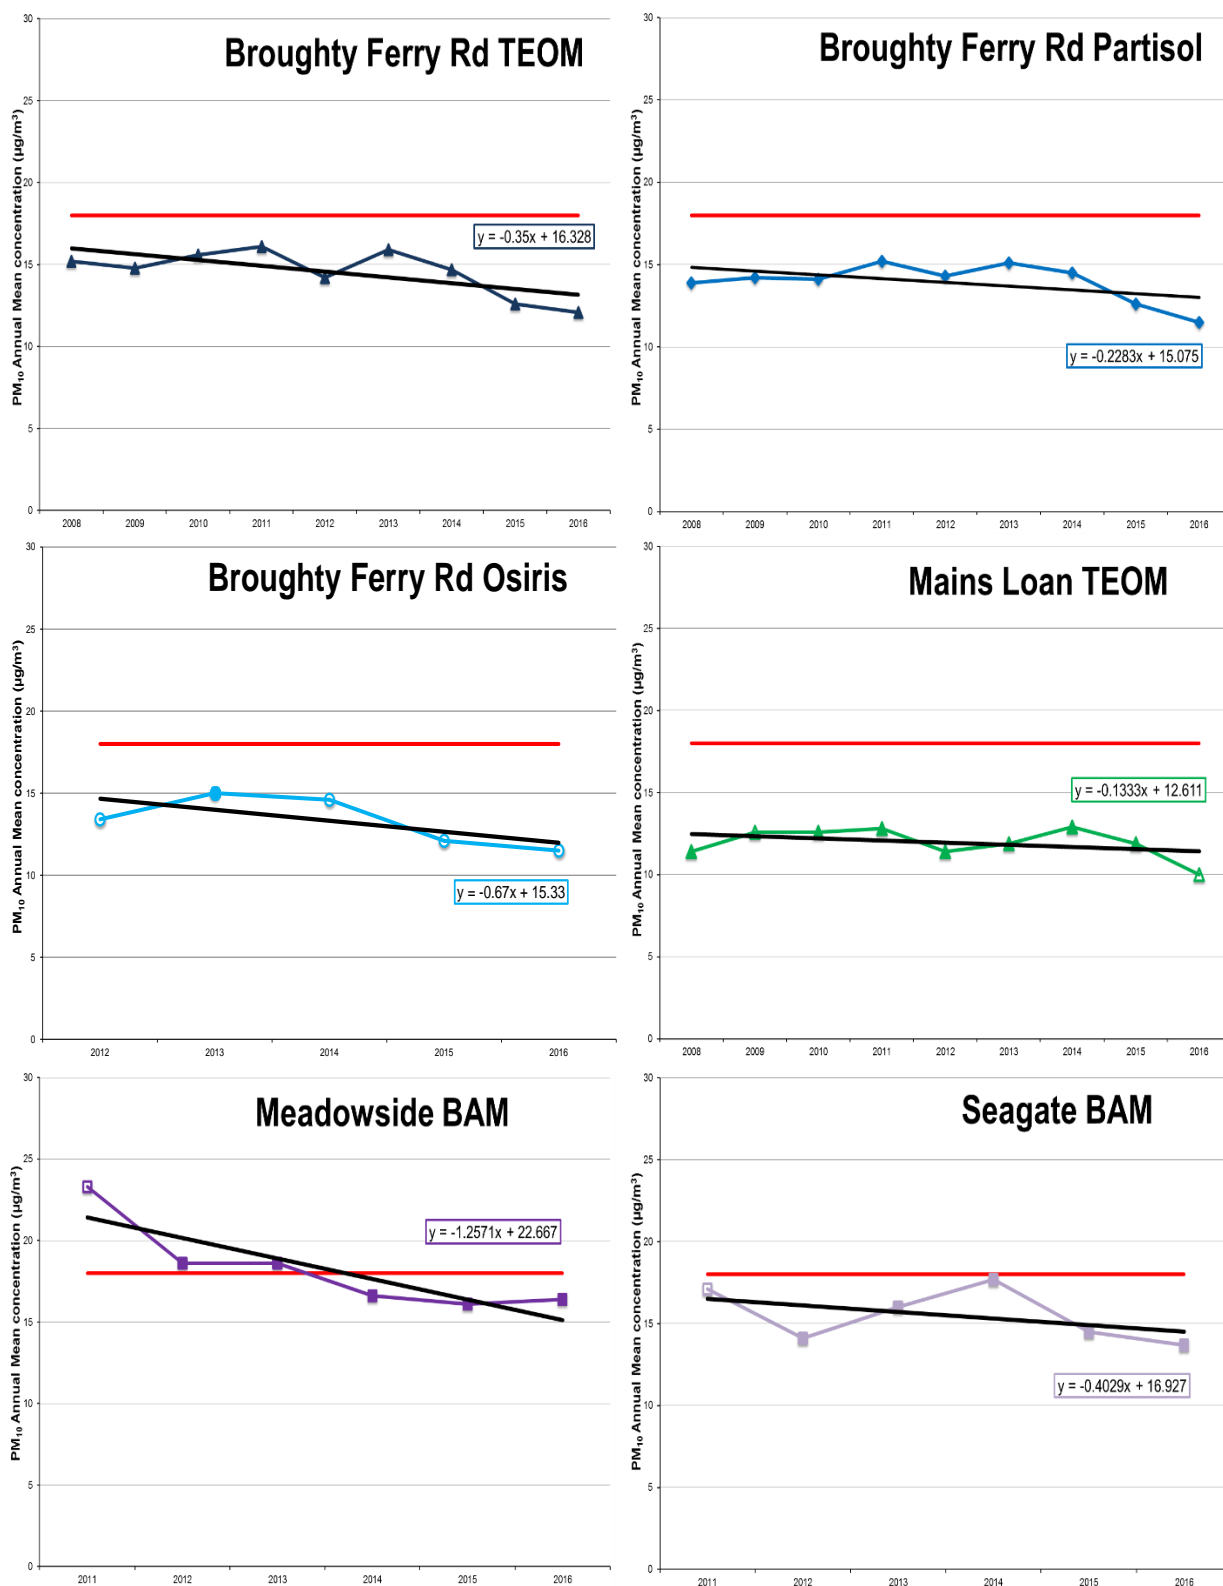 Broughty Ferry Rd TEOM
PM₁₀ Annual Mean concentration (µg/m³)
30
25
20
15
10
5
0
y = -0.35x + 16.328
2008 2009 2010 2011 2012 2013 2014 2015 2016
Broughty Ferry Rd Partisol
PM₁₀ Annual Mean concentration (µg/m³)
30
25
20
15
10
5
0
y = -0.2283x + 15.075
2008 2009 2010 2011 2012 2013 2014 2015 2016
Broughty Ferry Rd Osiris
PM₁₀ Annual Mean concentration (µg/m³)
30
25
20
15
10
5
0
y = -0.67x + 15.33
2012 2013 2014 2015 2016
Mains Loan TEOM
PM₁₀ Annual Mean concentration (µg/m³)
30
25
20
15
10
5
0
y = -0.1333x + 12.611
2008 2009 2010 2011 2012 2013 2014 2015 2016
Meadowside BAM
PM₁₀ Annual Mean concentration (µg/m³)
30
25
20
15
10
5
0
y = -1.2571x + 22.667
2011 2012 2013 2014 2015 2016
Seagate BAM
PM₁₀ Annual Mean concentration (µg/m³)
30
25
20
15
10
5
0
y = -0.4029x + 16.927
2011 2012 2013 2014 2015 2016